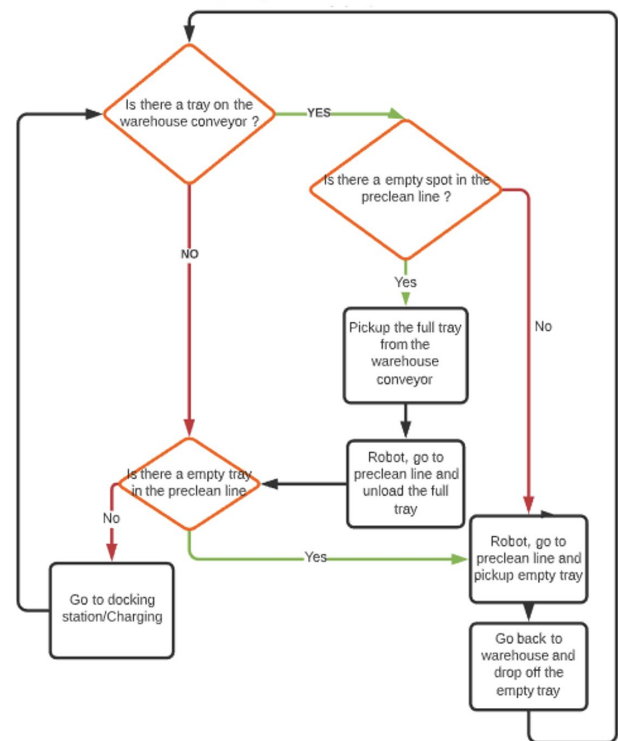 Is there a tray on the
warehouse conveyor ?
YES
Is there a empty spot in the
preclean line ?
NO
Yes
Pickup the full tray
from the
warehouse
conveyor
No
Is there a empty tray
in the preclean line
Robot, go to
preclean line and
unload the full
tray
No
Yes
Robot, go to
preclean line and
pickup empty tray
Go to docking
station/Charging
Go back to
warehouse and
drop off the
empty tray